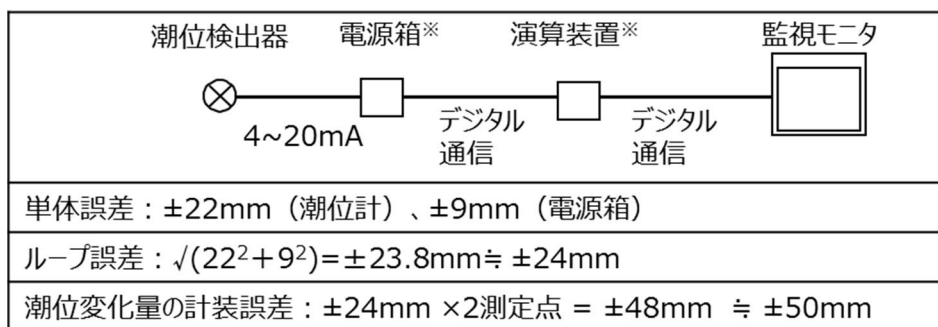 潮位検出器 電源箱※ 演算装置※ 監視モニタ
4~20mA
デジタル
通信
デジタル
通信
単体誤差：±22mm（潮位計）、±9mm（電源箱）
ループ誤差：√(22²+9²)=±23.8mm≒ ±24mm
潮位変化量の計装誤差：±24mm ×2測定点 = ±48mm ≒ ±50mm